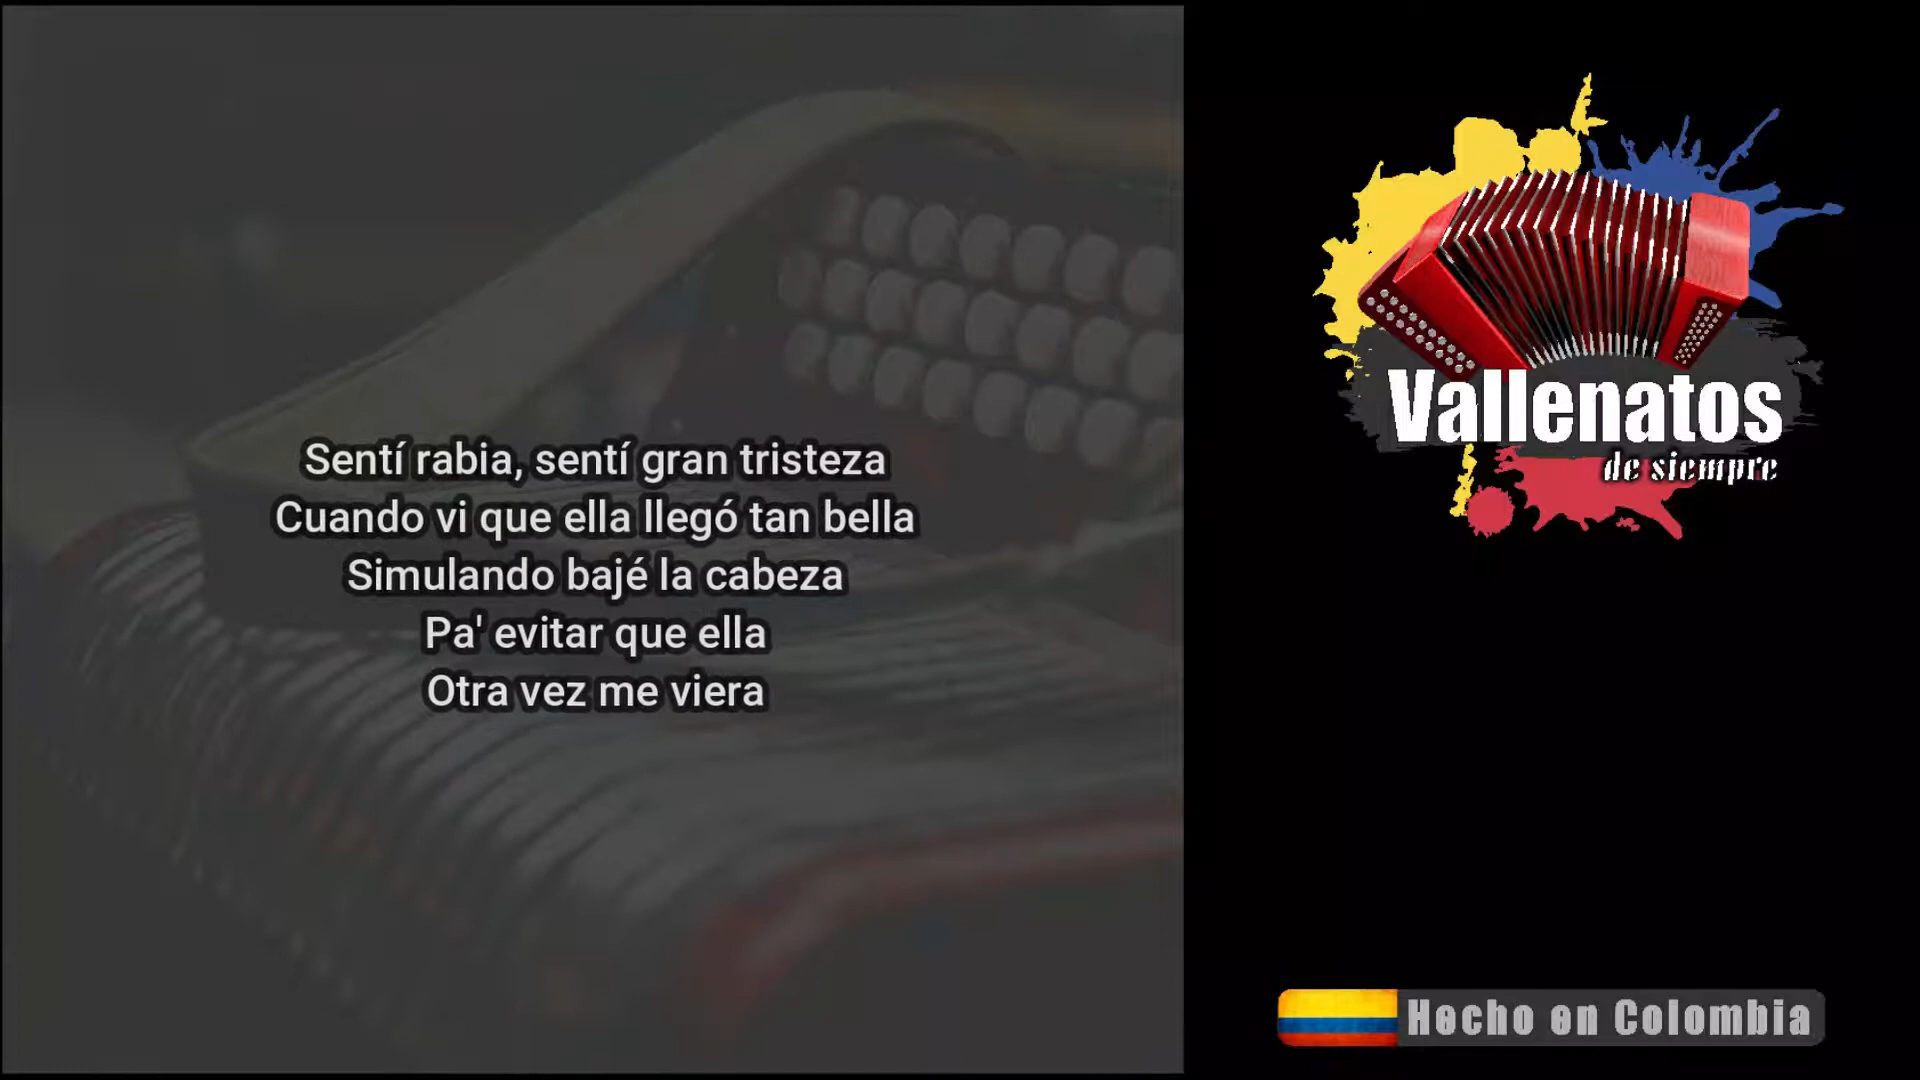 Sentí rabia, sentí gran tristeza
Cuando vi que ella llegó tan bella
Simulando bajé la cabeza
Pa' evitar que ella
Otra vez me viera
Vallenatos
de siempre
Hecho en Colombia